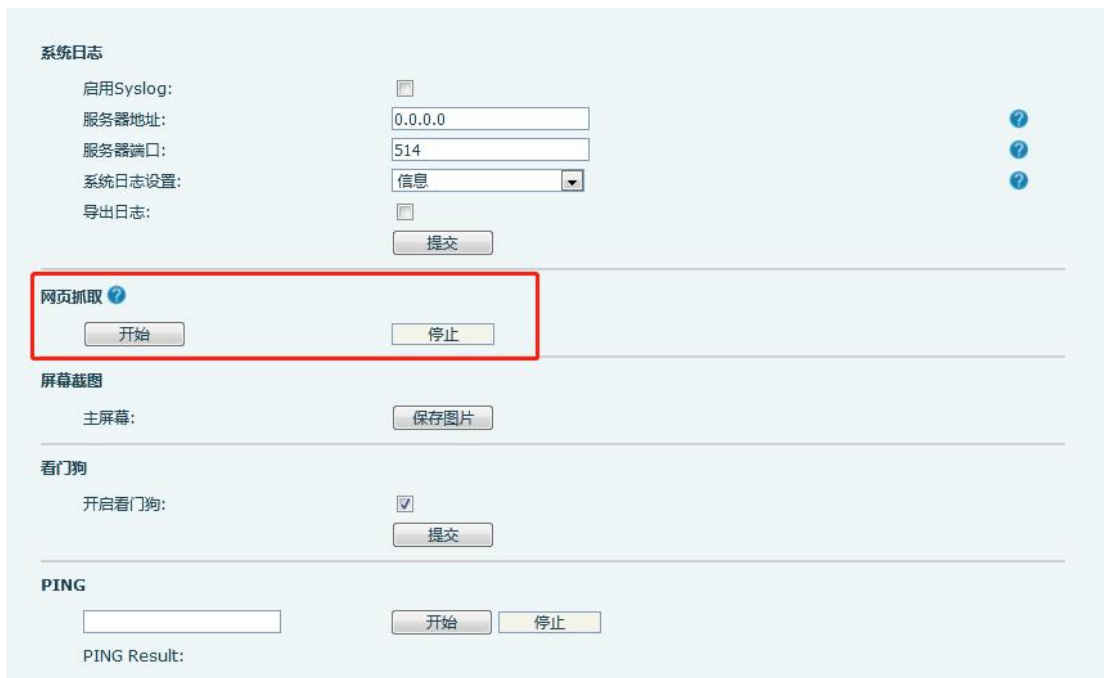 系统日志
启用Syslog:
服务器地址: 0.0.0.0
服务器端口: 514
系统日志设置: 信息
导出日志:
提交
网页抓取
开始 停止
屏幕截图
主屏幕: 保存图片
看门狗
开启看门狗:
提交
PING
开始 停止
PING Result: